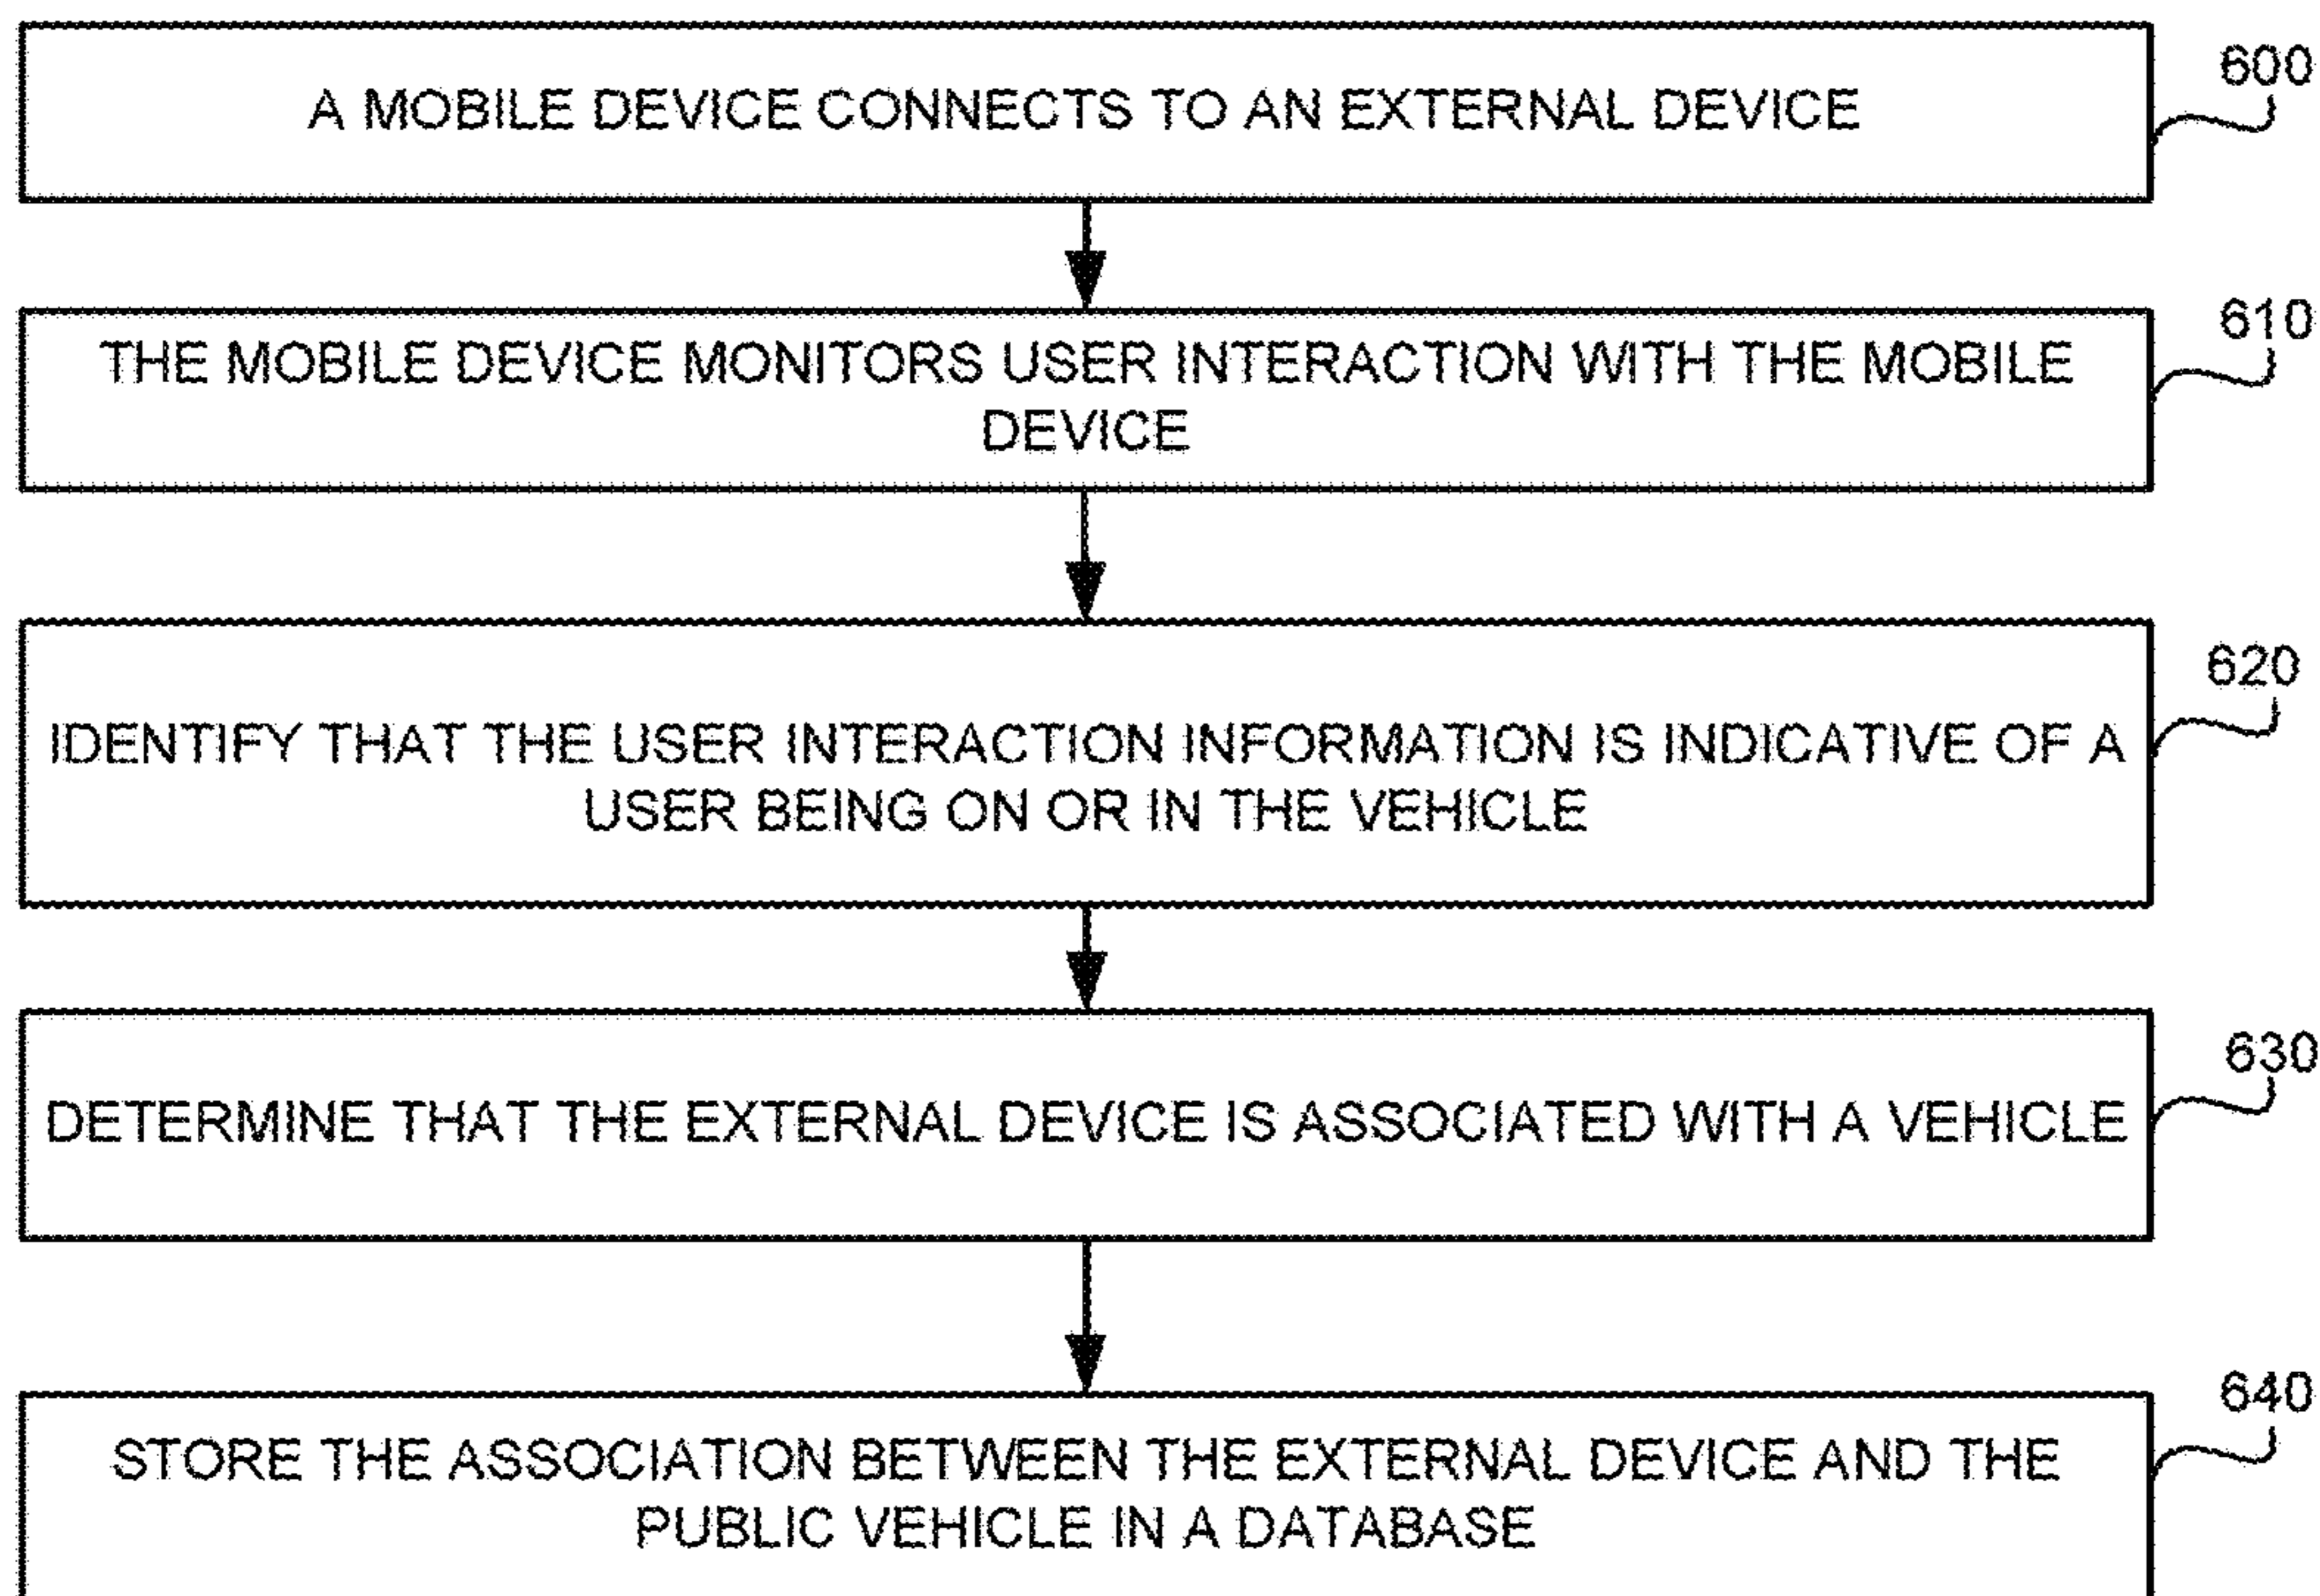 A MOBILE DEVICE CONNECTS TO AN EXTERNAL DEVICE
600
THE MOBILE DEVICE MONITORS USER INTERACTION WITH THE MOBILE
DEVICE
610
IDENTIFY THAT THE USER INTERACTION INFORMATION IS INDICATIVE OF A
USER BEING ON OR IN THE VEHICLE
620
DETERMINE THAT THE EXTERNAL DEVICE IS ASSOCIATED WITH A VEHICLE
630
STORE THE ASSOCIATION BETWEEN THE EXTERNAL DEVICE AND THE
PUBLIC VEHICLE IN A DATABASE
640